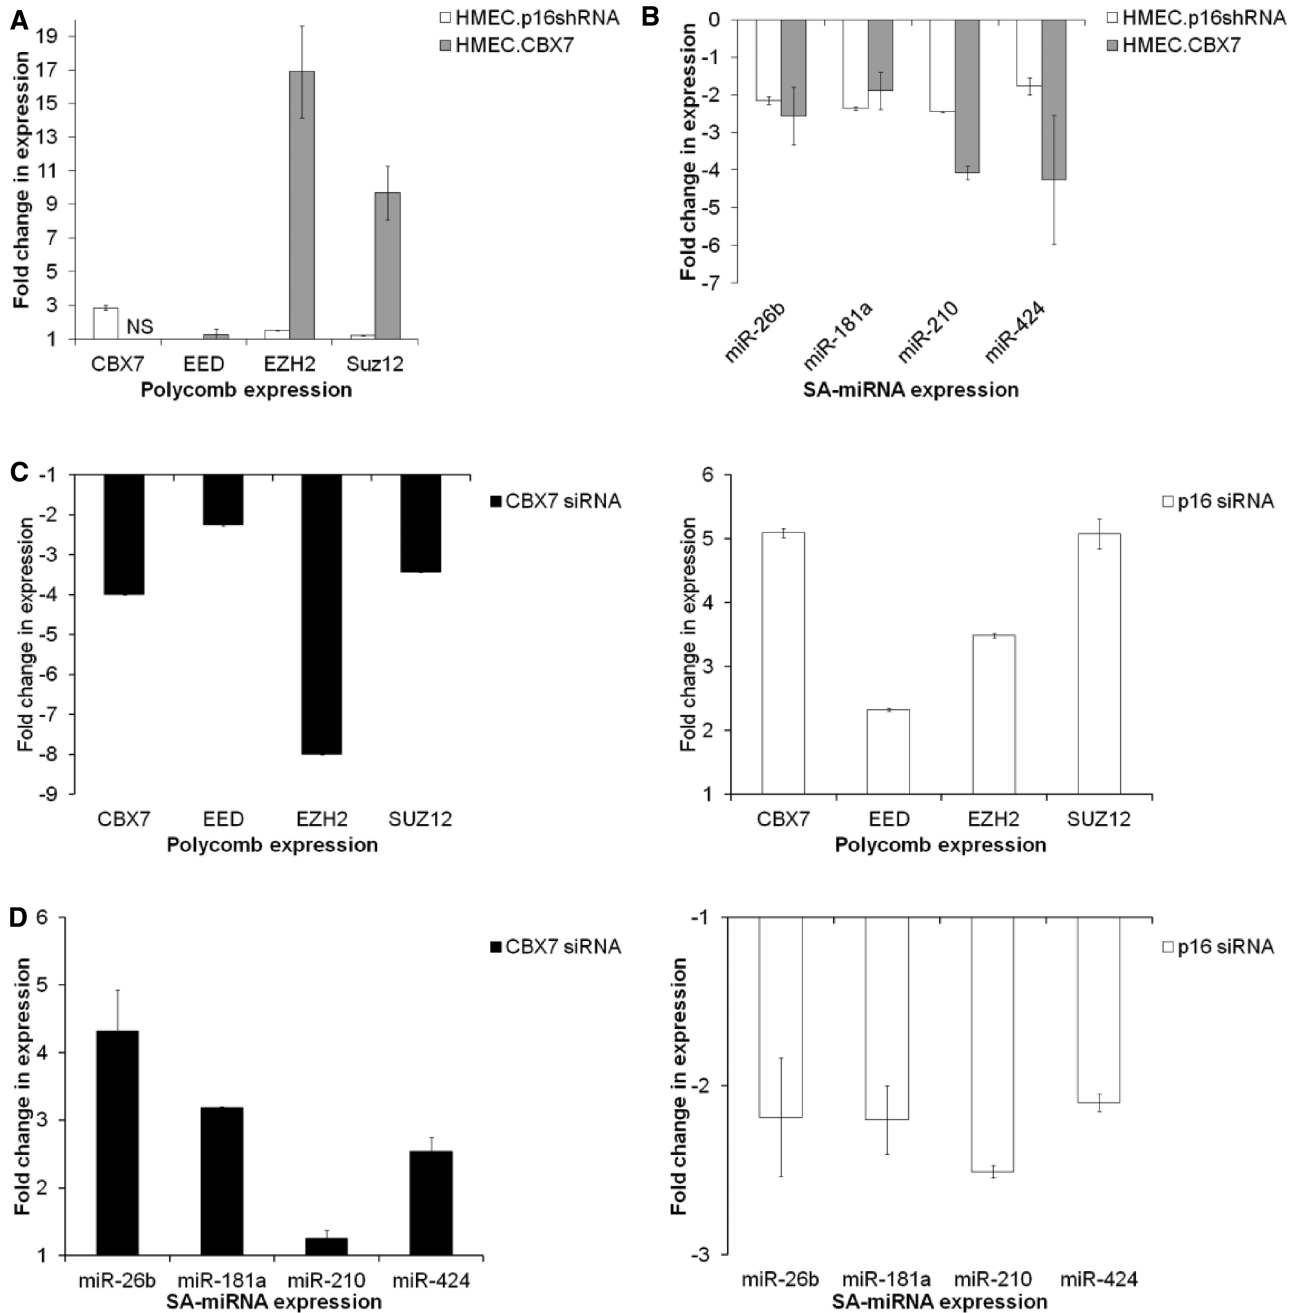 A
HMEC.p16shRNA
HMEC.CBX7
Fold change in expression
19
17
15
13
11
9
7
5
3
1
NS
CBX7 EED EZH2 Suz12
Polycomb expression
B
HMEC.p16shRNA
HMEC.CBX7
Fold change in expression
0
-1
-2
-3
-4
-5
-6
-7
miR-26b miR-181a miR-210 miR-424
SA-miRNA expression
C
CBX7 siRNA
Fold change in expression
-1
-2
-3
-4
-5
-6
-7
-8
-9
CBX7 EED EZH2 SUZ12
Polycomb expression
p16 siRNA
Fold change in expression
6
5
4
3
2
1
CBX7 EED EZH2 SUZ12
Polycomb expression
D
CBX7 siRNA
Fold change in expression
6
5
4
3
2
1
miR-26b miR-181a miR-210 miR-424
SA-miRNA expression
p16 siRNA
Fold change in expression
-1
-2
-3
miR-26b miR-181a miR-210 miR-424
SA-miRNA expression